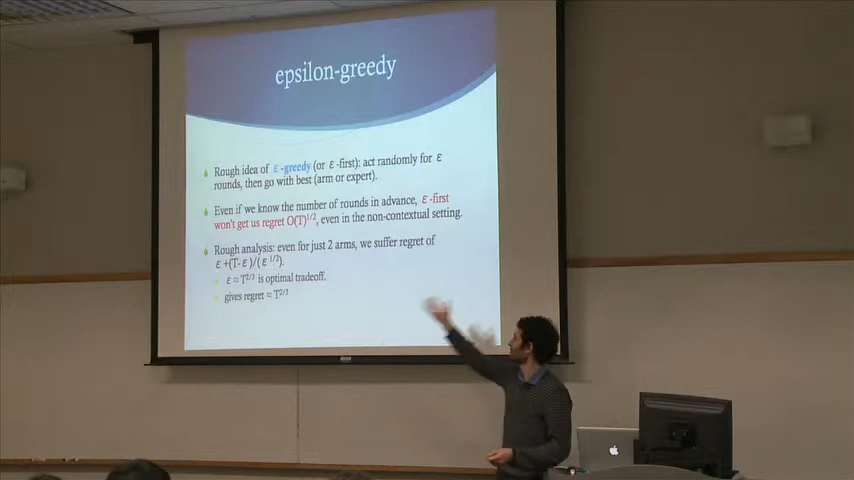 epsilon-greedy
Rough idea of ε-greedy (or ε-first): act randomly for ε
rounds, then go with best (arm or expert).
Even if we know the number of rounds in advance, ε-first
won't get us regret O(T)^1/2, even in the non-contextual setting.
Rough analysis: even for just 2 arms, we suffer regret of
ε+(T-ε)/(ε^1/2).
ε ≈ T^2/3 is optimal tradeoff.
gives regret ≈ T^2/3